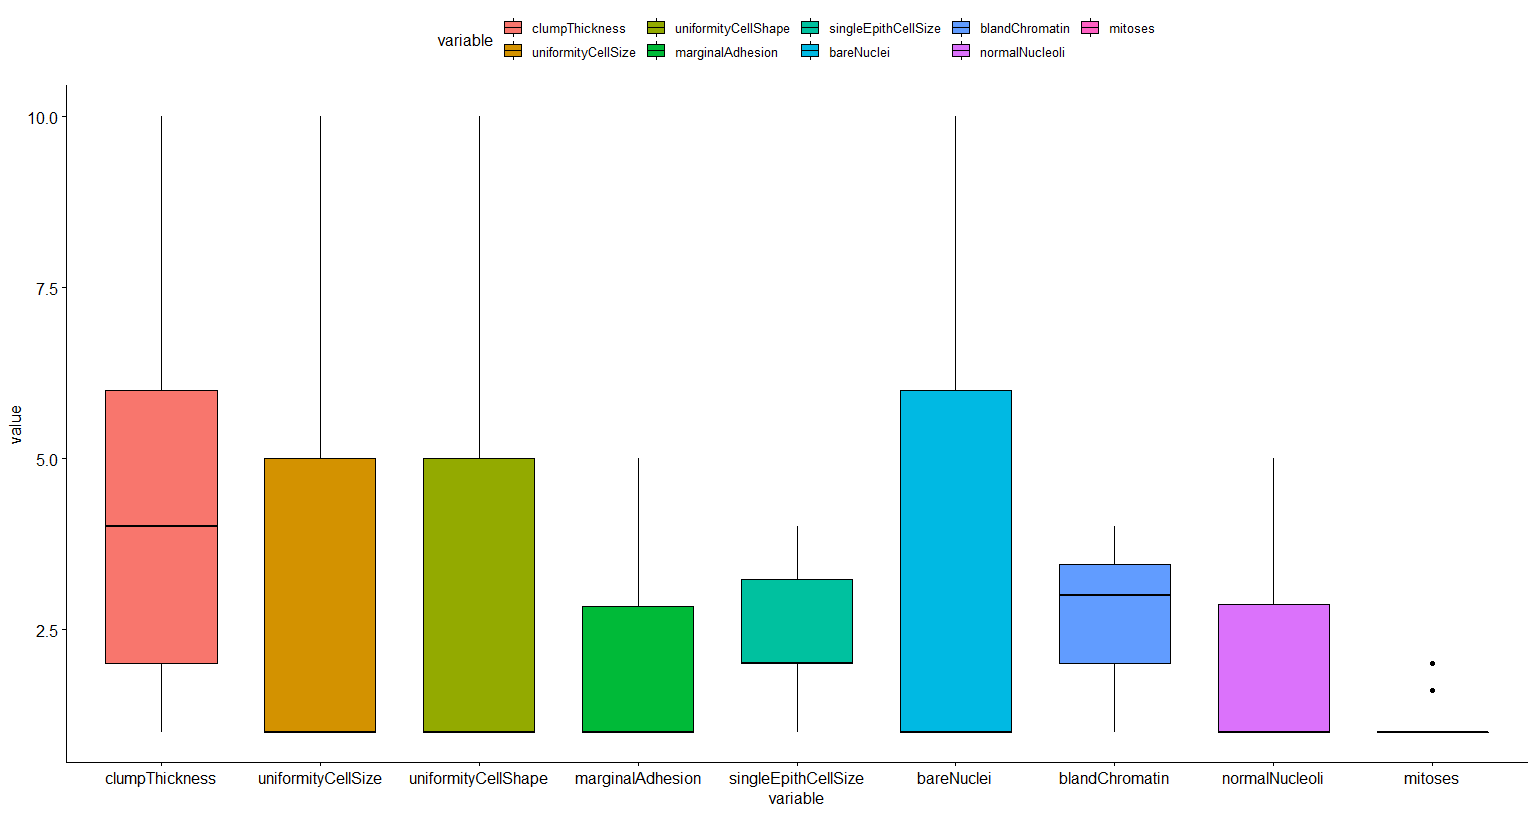 variable
clumpThickness
uniformityCellShape
singleEpithCellSize
blandChromatin
mitoses
uniformityCellSize
marginalAdhesion
bareNuclei
normalNucleoli
value
10.0
7.5
5.0
2.5
clumpThickness
uniformityCellSize
uniformityCellShape
marginalAdhesion
singleEpithCellSize
bareNuclei
blandChromatin
normalNucleoli
mitoses
variable